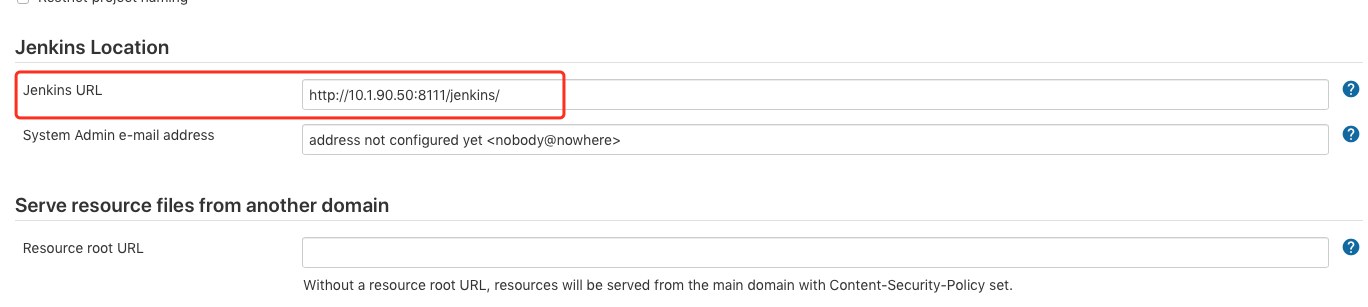 Restrict project naming
Jenkins Location
Jenkins URL
http://10.1.90.50:8111/jenkins/
System Admin e-mail address
address not configured yet <nobody@nowhere>
Serve resource files from another domain
Resource root URL
Without a resource root URL, resources will be served from the main domain with Content-Security-Policy set.